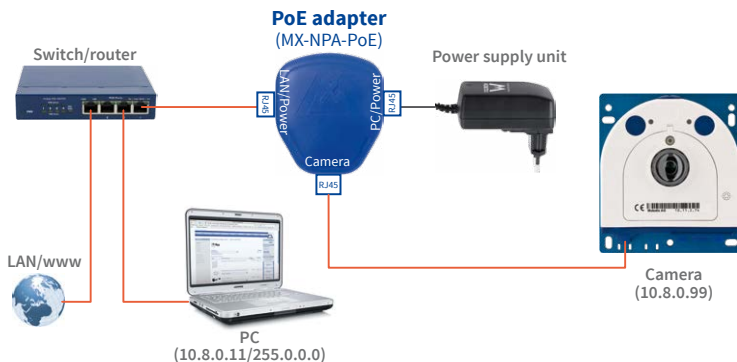 PoE adapter
(MX-NPA-PoE)
Switch/router
Power supply unit
RJ45
LAN/Power
PC/Power
RJ45
Camera
RJ45
LAN/www
PC
(10.8.0.11/255.0.0.0)
Camera
(10.8.0.99)
CE